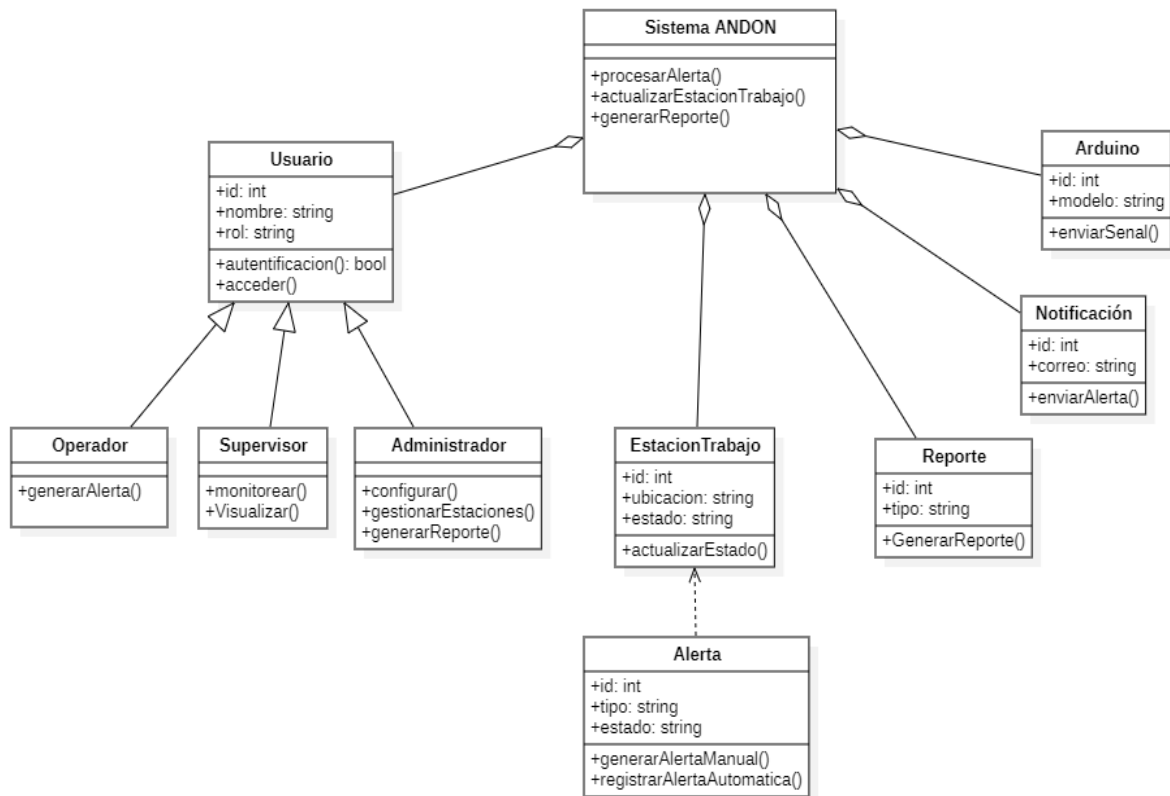 Sistema ANDON
+procesarAlerta()
+actualizarEstacionTrabajo()
+generarReporte()
Usuario
+id: int
+nombre: string
+rol: string
+autentificacion(): bool
+acceder()
Arduino
+id: int
+modelo: string
+enviarSenal()
Notificación
+id: int
+correo: string
+enviarAlerta()
Operador
+generarAlerta()
Supervisor
+monitorear()
+Visualizar()
Administrador
+configurar()
+gestionarEstaciones()
+generarReporte()
EstacionTrabajo
+id: int
+ubicacion: string
+estado: string
+actualizarEstado()
Reporte
+id: int
+tipo: string
+GenerarReporte()
Alerta
+id: int
+tipo: string
+estado: string
+generarAlertaManual()
+registrarAlertaAutomatica()